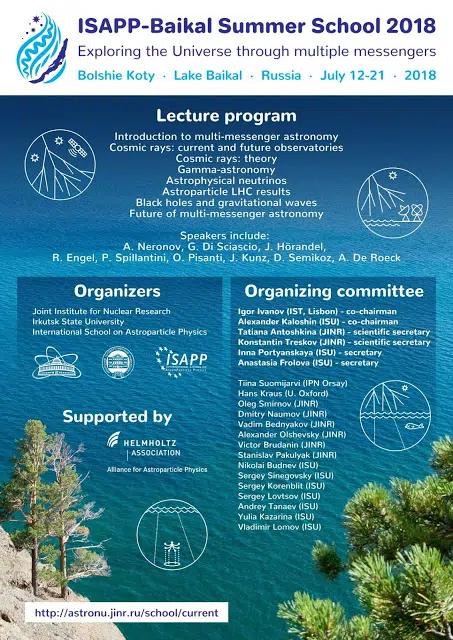 ISAPP-Baikal Summer School 2018
Exploring the Universe through multiple messengers
Bolshie Koty · Lake Baikal · Russia · July 12-21 · 2018
Lecture program
Introduction to multi-messenger astronomy
Cosmic rays: current and future observatories
Cosmic rays: theory
Gamma-astronomy
Astrophysical neutrinos
Astroparticle LHC results
Black holes and gravitational waves
Future of multi-messenger astronomy
Speakers include:
A. Neronov, G. Di Sciascio, J. Hörandel,
R. Engel, P. Spillantini, O. Pisanti, J. Kunz, D. Semikoz, A. De Roeck
Organizers
Joint Institute for Nuclear Research
Irkutsk State University
International School on Astroparticle Physics
ISAPP
Supported by
HELMHOLTZ
ASSOCIATION
Alliance for Astroparticle Physics
Organizing committee
Igor Ivanov (IST, Lisbon) - co-chairman
Alexander Kaloshin (ISU) - co-chairman
Tatiana Antoshkina (JINR) - scientific secretary
Konstantin Treskov (JINR) - scientific secretary
Inna Portyanskaya (ISU) - secretary
Anastasia Frolova (ISU) - secretary
Tiina Suomijarvi (IPN Orsay)
Hans Kraus (U. Oxford)
Oleg Smirnov (JINR)
Dmitry Naumov (JINR)
Vadim Bednyakov (JINR)
Alexander Olshevsky (JINR)
Victor Brudanin (JINR)
Stanislav Pakulyak (JINR)
Nikolai Budnev (ISU)
Sergey Sinegovsky (ISU)
Sergey Korenblit (ISU)
Sergey Lovtsov (ISU)
Andrey Tanaev (ISU)
Yulia Kazarina (ISU)
Vladimir Lomov (ISU)
http://astronu.jinr.ru/school/current